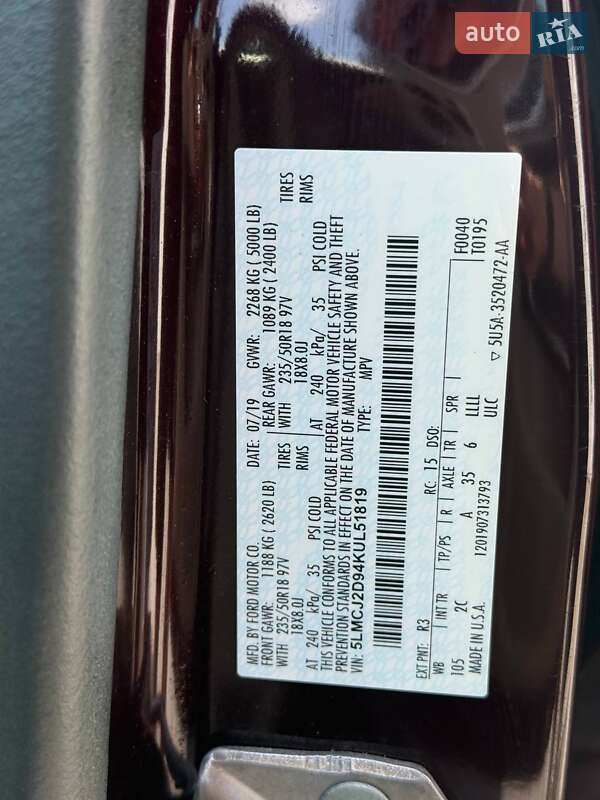 auto RIA.com
MFD. BY FORD MOTOR CO. DATE: 07/19 GVWR: 2268 KG ( 5000 LB)
FRONT GAWR: 1188 KG ( 2620 LB) REAR GAWR: 1089 KG ( 2400 LB)
WITH 235/50R18 97V TIRES WITH 235/50R18 97V TIRES
18X8.0J RIMS 18X8.0J RIMS
AT 240 kPa/ 35 PSI COLD AT 240 kPa/ 35 PSI COLD
THIS VEHICLE CONFORMS TO ALL APPLICABLE FEDERAL MOTOR VEHICLE SAFETY AND THEFT
PREVENTION STANDARDS IN EFFECT ON THE DATE OF MANUFACTURE SHOWN ABOVE.
VIN: 5LMCJ2D94KUL51819 TYPE: MPV
EXT PNT: R3 RC: 15 DSO: F0040
WB INT TR TP/PS R AXLE TR SPR T0195
105 2C A 35 6 LLLL
MADE IN U.S.A. 1201907313793 ULC ▽ 5U5A-3520472-AA